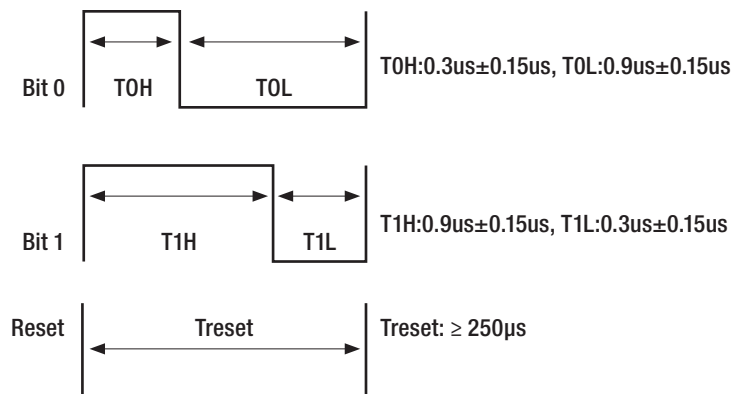 T0H:0.3us±0.15us, T0L:0.9us±0.15us
Bit 0 T0H T0L
T1H:0.9us±0.15us, T1L:0.3us±0.15us
Bit 1 T1H T1L
Reset Treset Treset: ≥ 250μs